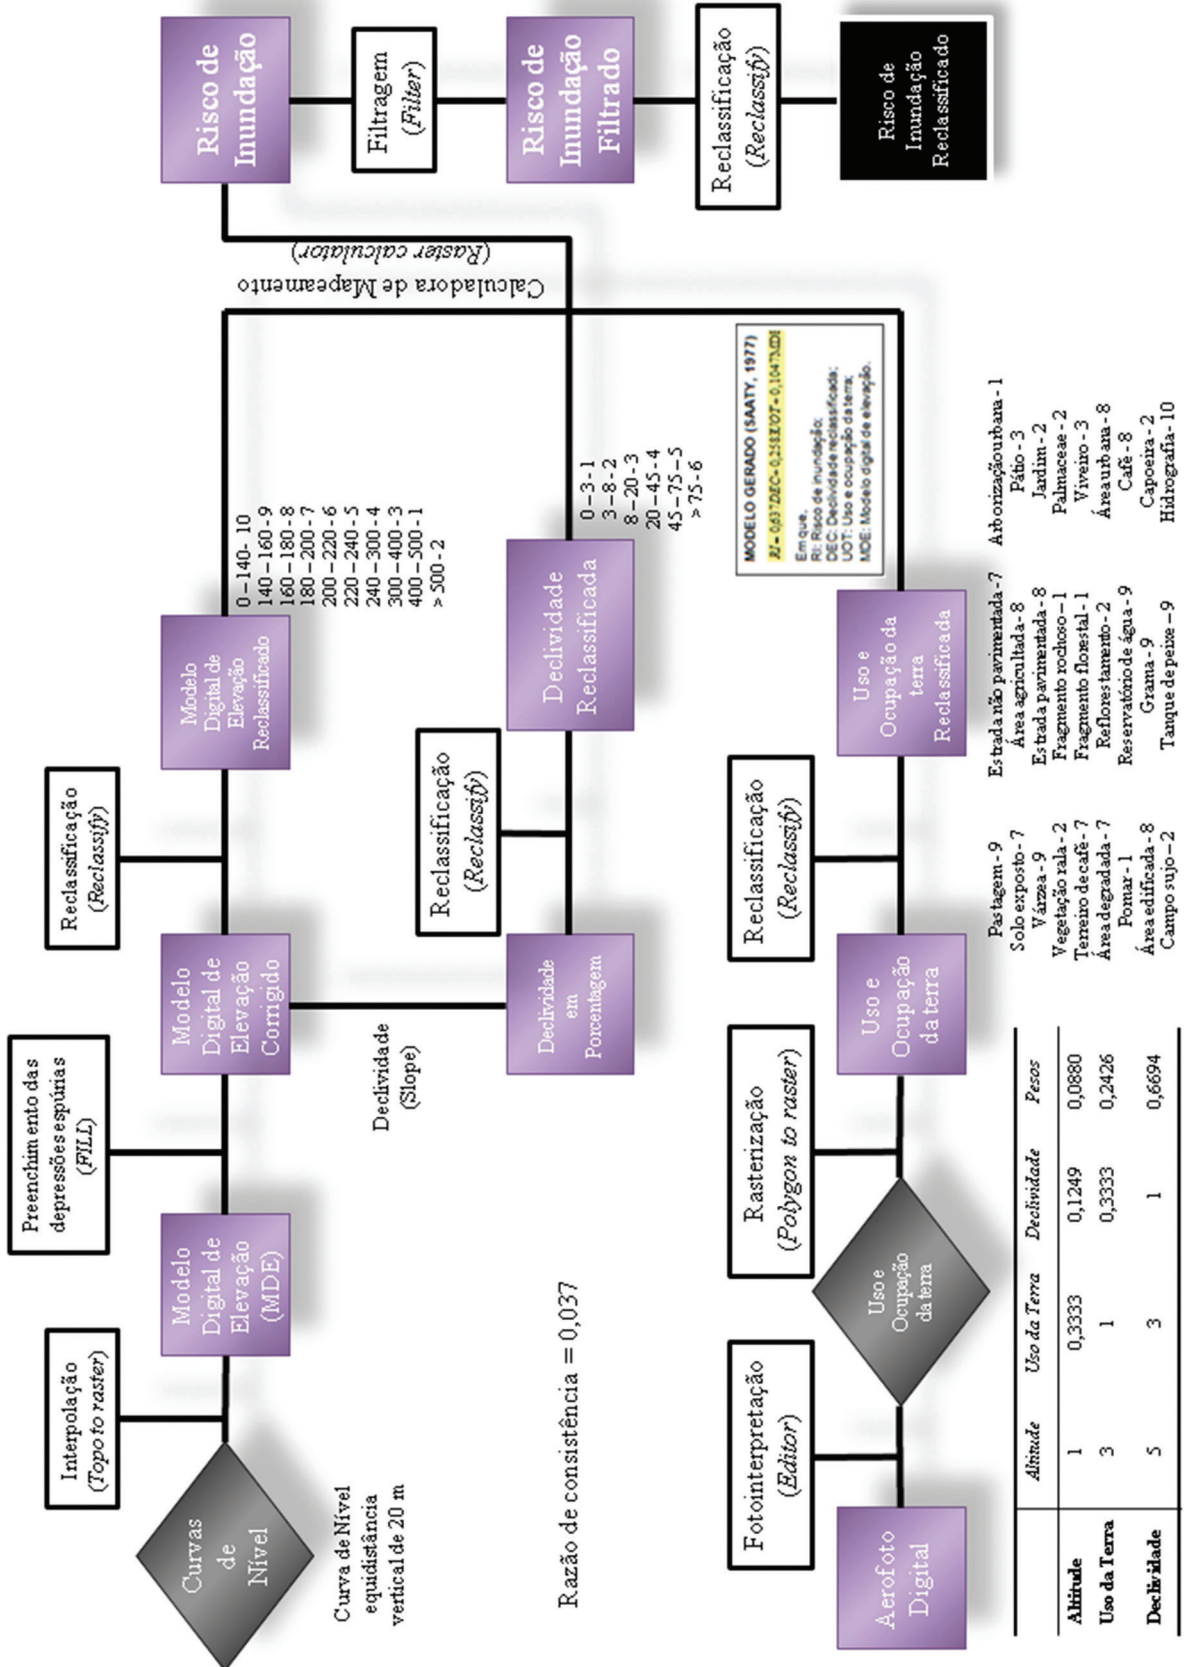 Curvas
de
Nível
Curva de Nível
equidistância
vertical de 20 m
Interpolação
(Topo to raster)
Modelo
Digital de
Elevação
(MDE)
Preenchimento das
depressões espúrias
(FILL)
Modelo
Digital de
Elevação
Corrigido
Reclassificação
(Reclassify)
Modelo
Digital de
Elevação
Reclassificado
0 – 140 - 10
140 – 160 - 9
160 – 180 - 8
180 – 200 - 7
200 – 220 - 6
220 – 240 - 5
240 – 300 - 4
300 – 400 - 3
400 – 500 - 1
> 500 - 2
Declividade
(Slope)
Declividade
em
Porcentagem
Reclassificação
(Reclassify)
Declividade
Reclassificada
0 – 3 - 1
3 – 8 - 2
8 – 20 - 3
20 – 45 - 4
45 – 75 – 5
> 75 - 6
Calculadora de Mapeamento
(Raster calculator)
Risco de
Inundação
Filtragem
(Filter)
Risco de
Inundação
Filtrado
Reclassificação
(Reclassify)
Risco de
Inundação
Reclassificado
Razão de consistência = 0,037
Aerofoto
Digital
Fotointerpretação
(Editor)
Uso e
Ocupação
da terra
Rasterização
(Polygon to raster)
Uso e
Ocupação
da terra
Reclassificação
(Reclassify)
Uso e
Ocupação da
terra
Reclassificada
MODELO GERADO (SAATY, 1977)
Em que,
RI: Risco de inundação;
DEC: Declividade reclassificada;
UOT: Uso e ocupação da terra;
MDE: Modelo digital de elevação.
Altitude Uso da Terra Declividade Pesos
Altitude 1 0,3333 0,1249 0,0880
Uso da Terra 3 1 0,3333 0,2426
Declividade 5 3 1 0,6694
Pastagem - 9
Solo exposto - 7
Várzea - 9
Vegetação rala - 2
Terreiro de café - 7
Área degradada - 7
Pomar - 1
Área edificada - 8
Campo sujo – 2
Estrada não pavimentada - 7
Área agricultada - 8
Estrada pavimentada - 8
Fragmento rochoso – 1
Fragmento florestal - 1
Reflorestamento - 2
Reservatório de água - 9
Grama - 9
Tanque de peixe – 9
Arborização urbana - 1
Pátio - 3
Jardim - 2
Palmaceae - 2
Viveiro - 3
Área urbana - 8
Café - 8
Capoeira - 2
Hidrografia - 10